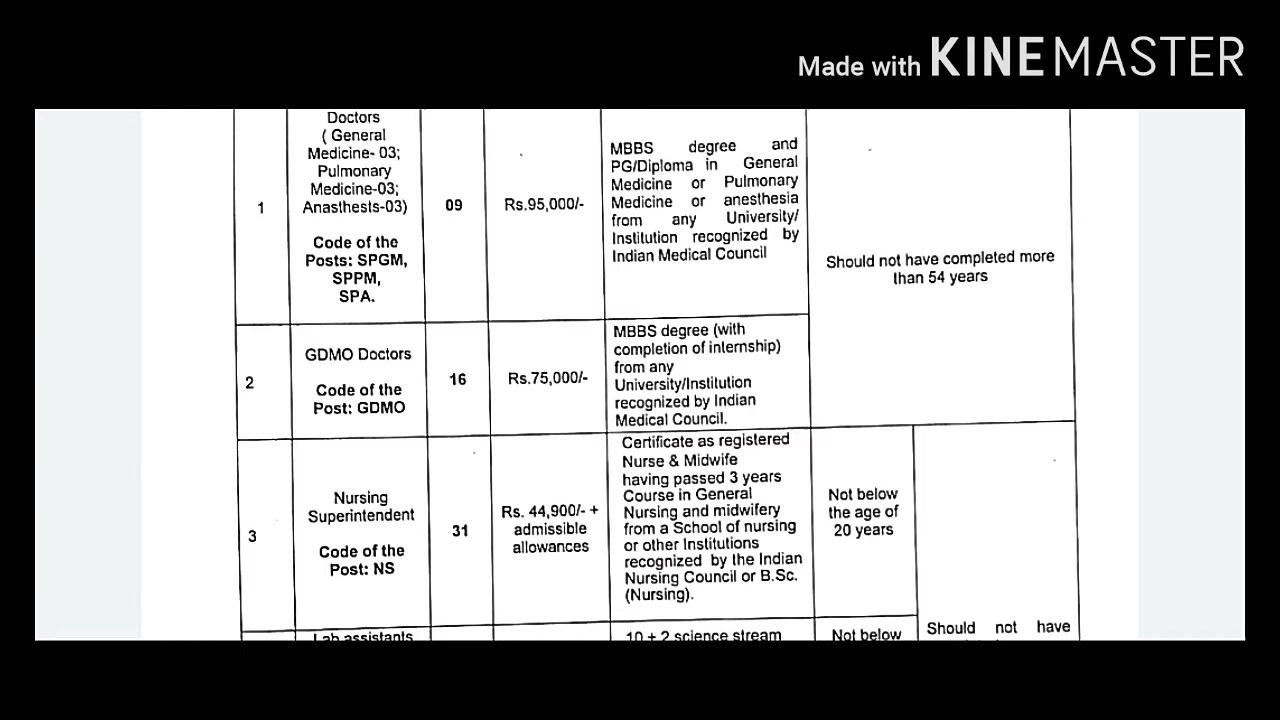 Made with KINEMASTER
Doctors
( General
Medicine- 03;
Pulmonary
Medicine-03;
Anasthests-03)
Code of the
Posts: SPGM,
SPPM,
SPA.
1
09
Rs.95,000/-
MBBS degree and
PG/Diploma in General
Medicine or Pulmonary
Medicine or anesthesia
from any University/
Institution recognized by
Indian Medical Council
Should not have completed more
than 54 years
2
GDMO Doctors
Code of the
Post: GDMO
16
Rs.75,000/-
MBBS degree (with
completion of internship)
from any
University/Institution
recognized by Indian
Medical Council.
3
Nursing
Superintendent
Code of the
Post: NS
31
Rs. 44,900/- +
admissible
allowances
Certificate as registered
Nurse & Midwife
having passed 3 years
Course in General
Nursing and midwifery
from a School of nursing
or other Institutions
recognized by the Indian
Nursing Council or B.Sc.
(Nursing).
Not below
the age of
20 years
Lab assistants
10 + 2 science stream
Not below
Should not have